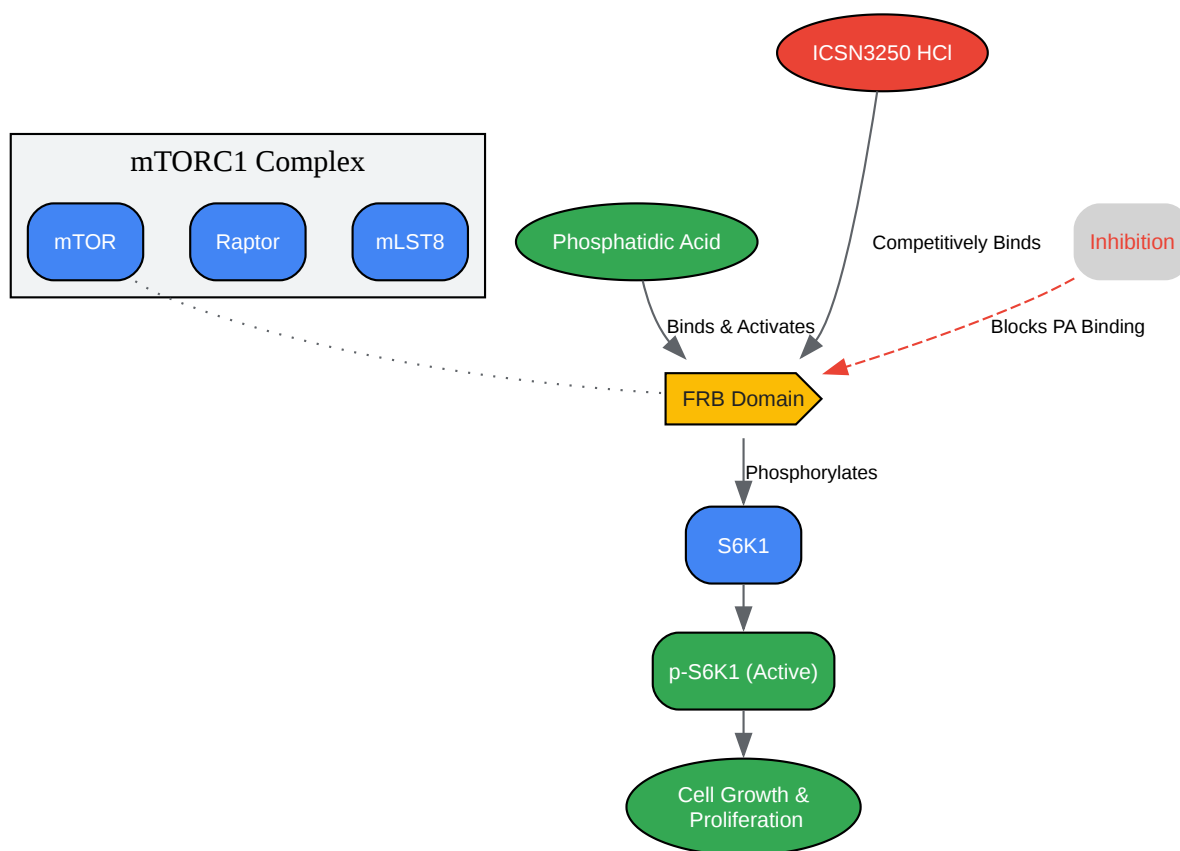 ICSN3250 HCl
mTORC1 Complex
mTOR
Raptor
mLST8
Phosphatidic Acid
Competitively Binds
Inhibition
Binds & Activates
Blocks PA Binding
FRB Domain
Phosphorylates
S6K1
p-S6K1 (Active)
Cell Growth &
Proliferation